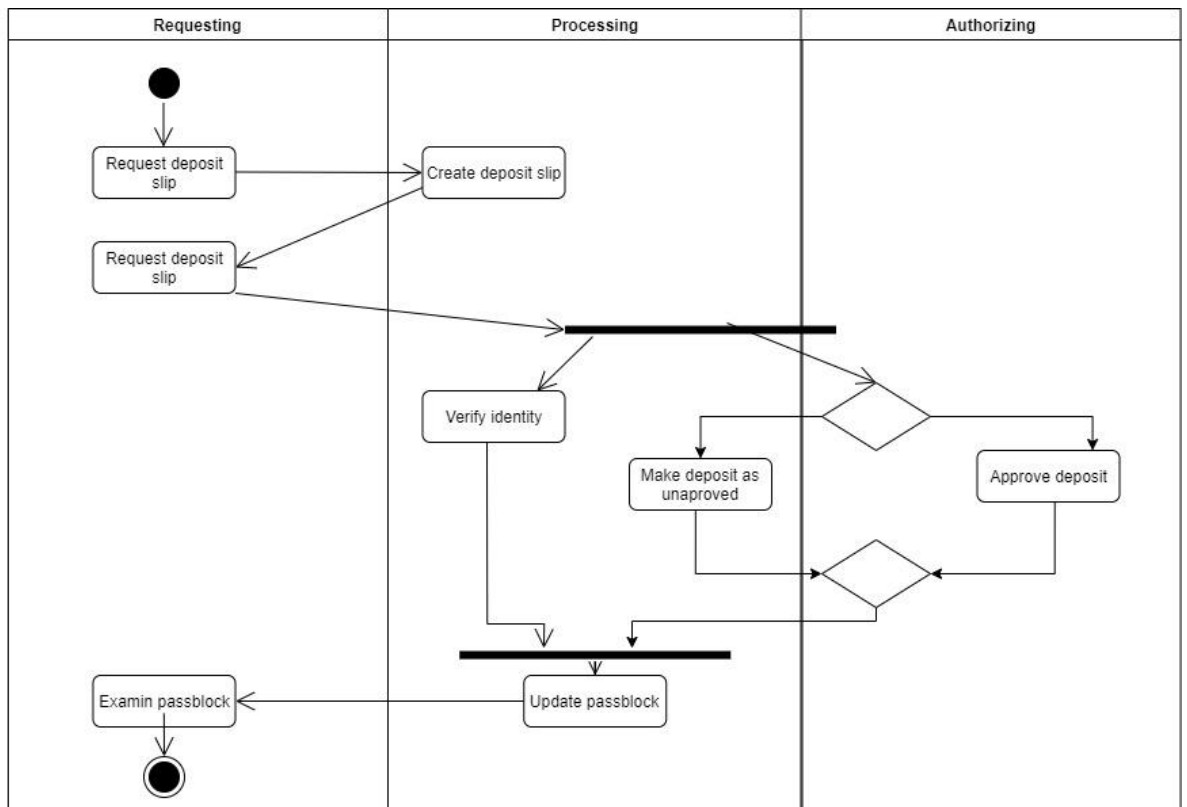 Requesting
Processing
Authorizing
Request deposit
slip
Create deposit slip
Request deposit
slip
Verify identity
Make deposit as
unaproved
Approve deposit
Examin passblock
Update passblock